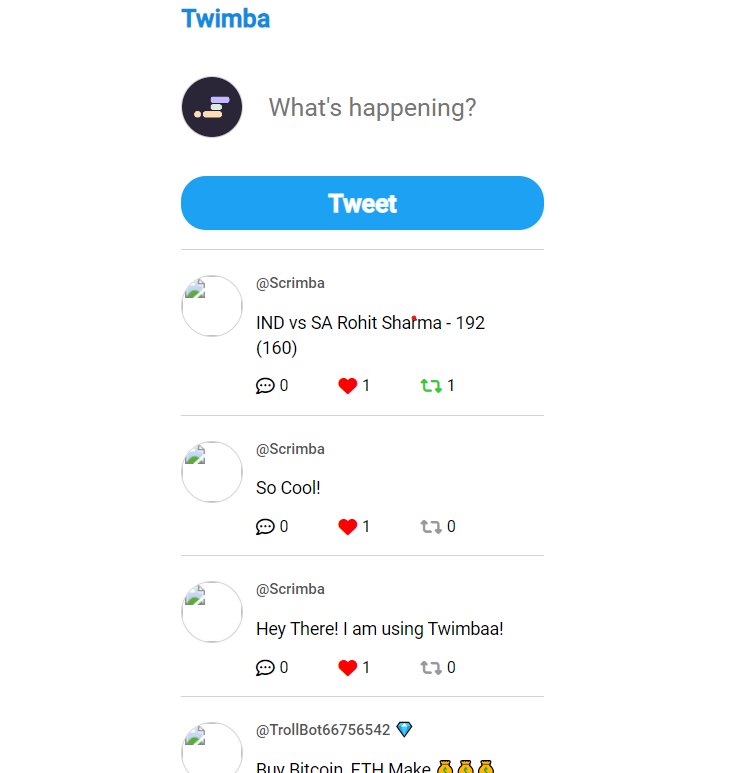 Twimba
What's happening?
Tweet
@Scrimba
IND vs SA Rohit Sharma - 192
(160)
0 1 1
@Scrimba
So Cool!
0 1 0
@Scrimba
Hey There! I am using Twimbaa!
0 1 0
@TrollBot66756542 💎
Buy Bitcoin, ETH Make 💰💰💰